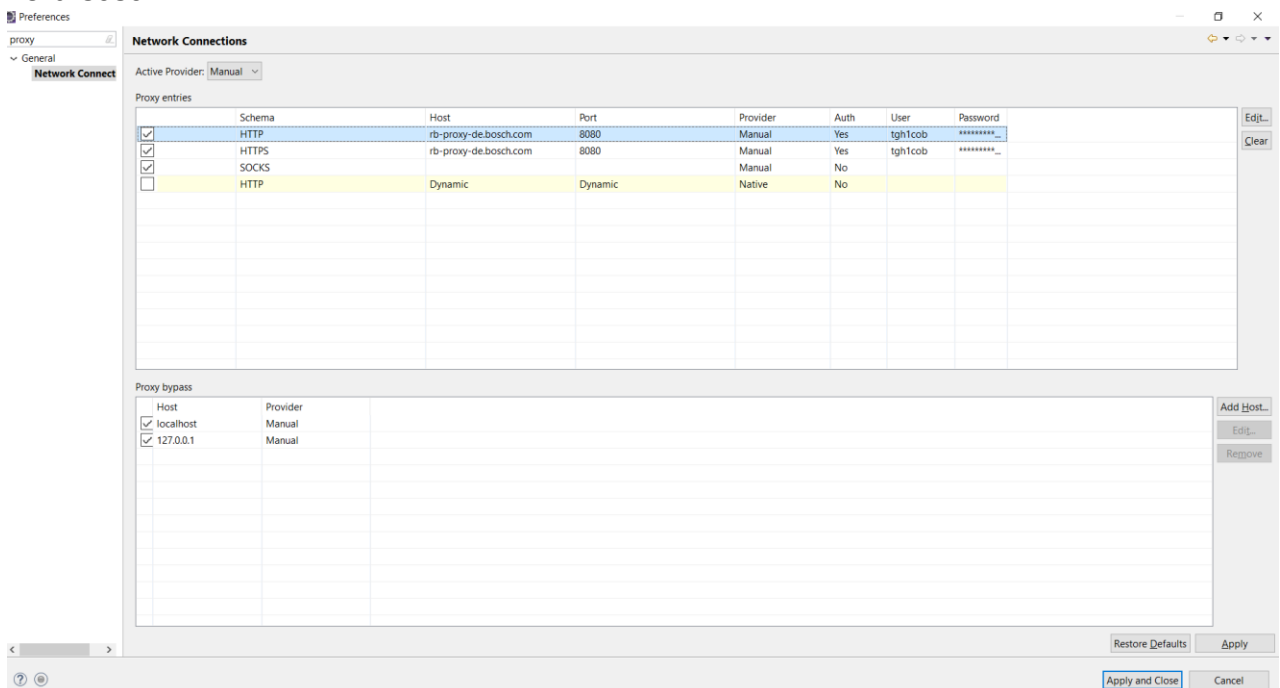 Preferences
proxy
General
Network Connect
Network Connections
Active Provider: Manual
Proxy entries
Schema Host Port Provider Auth User Password
HTTP rb-proxy-de.bosch.com 8080 Manual Yes tgh1cob *********...
HTTPS rb-proxy-de.bosch.com 8080 Manual Yes tgh1cob *********...
SOCKS Manual No
HTTP Dynamic Dynamic Native No
Edit...
Clear
Proxy bypass
Host Provider
localhost Manual
127.0.0.1 Manual
Add Host...
Edit...
Remove
Restore Defaults Apply
Apply and Close Cancel